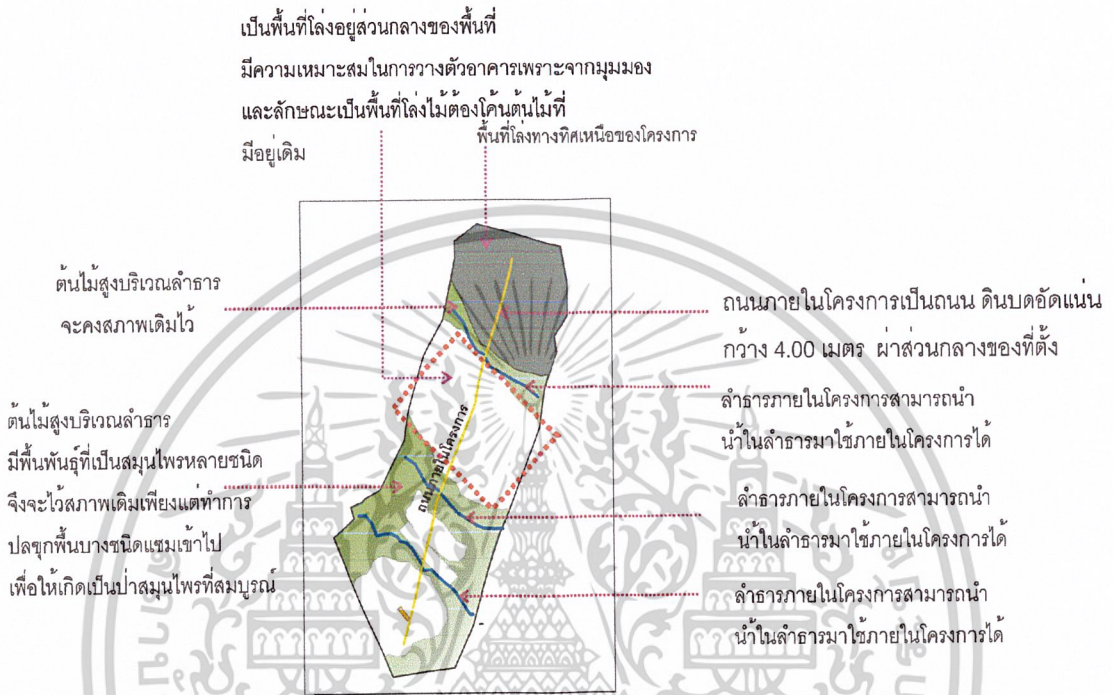 เป็นพื้นที่โล่งอยู่ส่วนกลางของพื้นที่
มีความเหมาะสมในการวางตัวอาคารเพราะจากมุมมอง
และลักษณะเป็นพื้นที่โล่งไม้ต้องโค้นต้นไม้ที่
มีอยู่เดิม
พื้นที่โล่งทางทิศเหนือของโครงการ
ต้นไม้สูงบริเวณลำธาร
จะคงสภาพเดิมไว้
ถนนภายในโครงการเป็นถนน ดินบดอัดแน่น
กว้าง 4.00 เมตร ผ่าส่วนกลางของที่ตั้ง
ลำธารภายในโครงการสามารถนำ
น้ำในลำธารมาใช้ภายในโครงการได้
ต้นไม้สูงบริเวณลำธาร
มีพื้นพันธุ์ที่เป็นสมุนไพรหลายชนิด
จึงจะไว้สภาพเดิมเพียงแต่ทำการ
ปลขุกพื้นบางชนิดแซมเข้าไป
เพื่อให้เกิดเป็นป่าสมุนไพรที่สมบูรณ์
ถนนภายในโครงการ
ลำธารภายในโครงการสามารถนำ
น้ำในลำธารมาใช้ภายในโครงการได้
ลำธารภายในโครงการสามารถนำ
น้ำในลำธารมาใช้ภายในโครงการได้